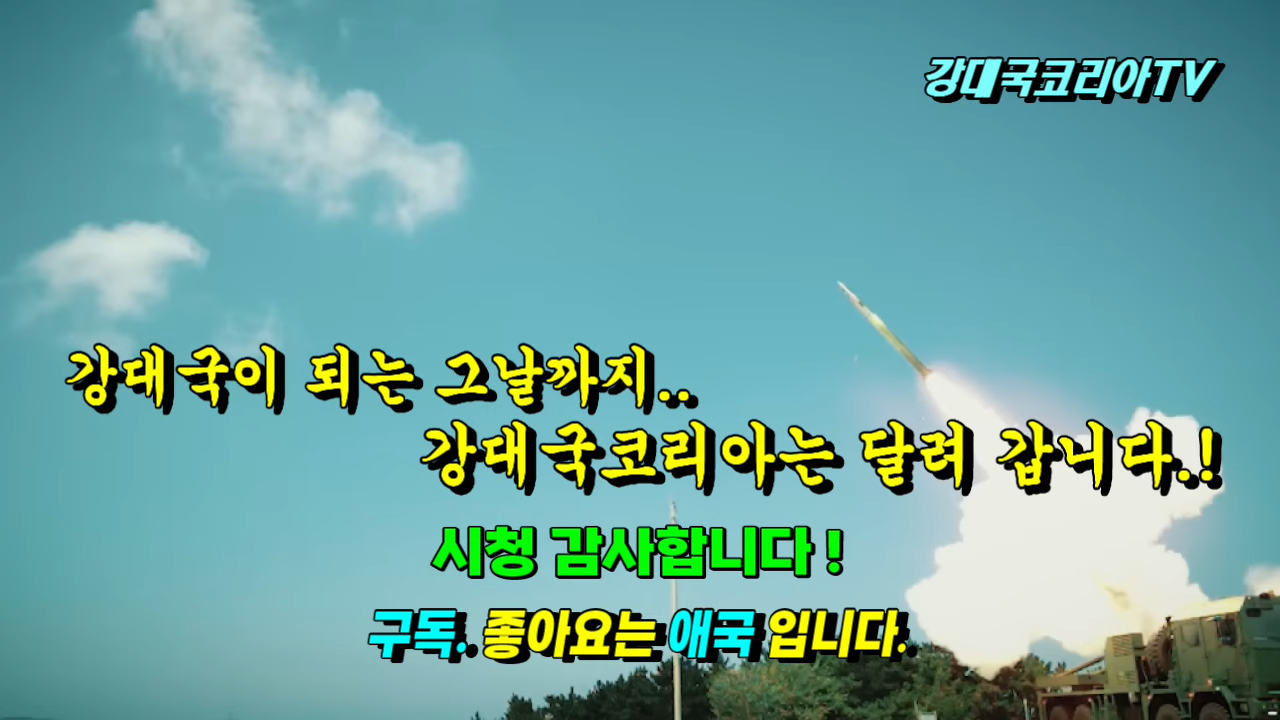 강대국코리아TV
강대국이 되는 그날까지..
강대국코리아는 달려 갑니다.!
시청 감사합니다 !
구독. 좋아요는 애국 입니다.